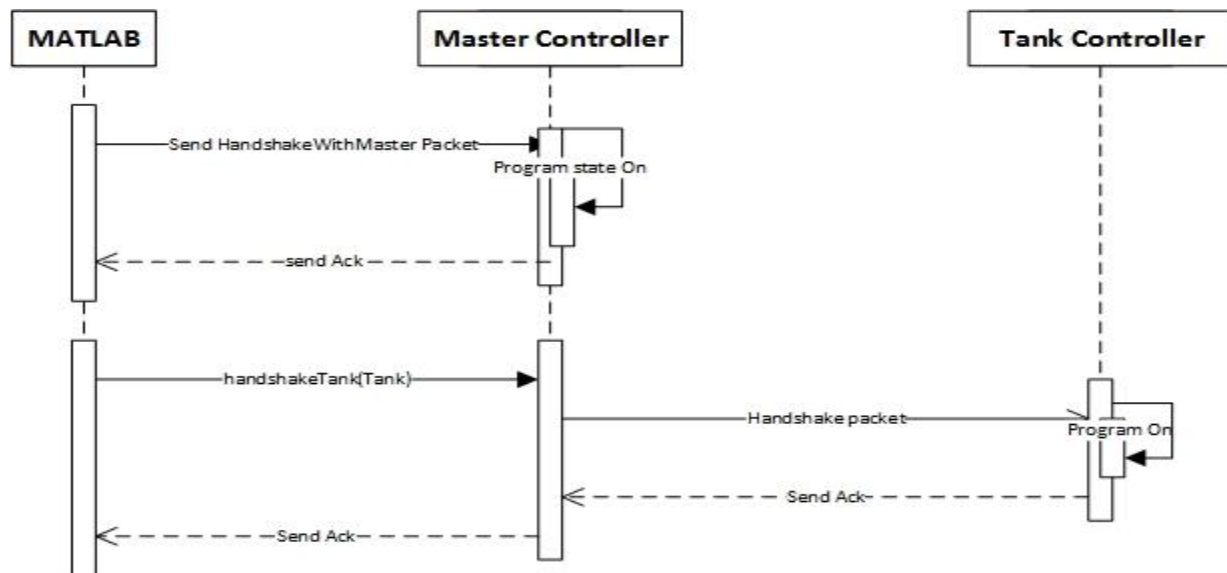 MATLAB
Master Controller
Tank Controller
Send HandshakeWithMaster Packet
Program state On
send Ack
handshakeTank(Tank)
Handshake packet
Program On
Send Ack
Send Ack